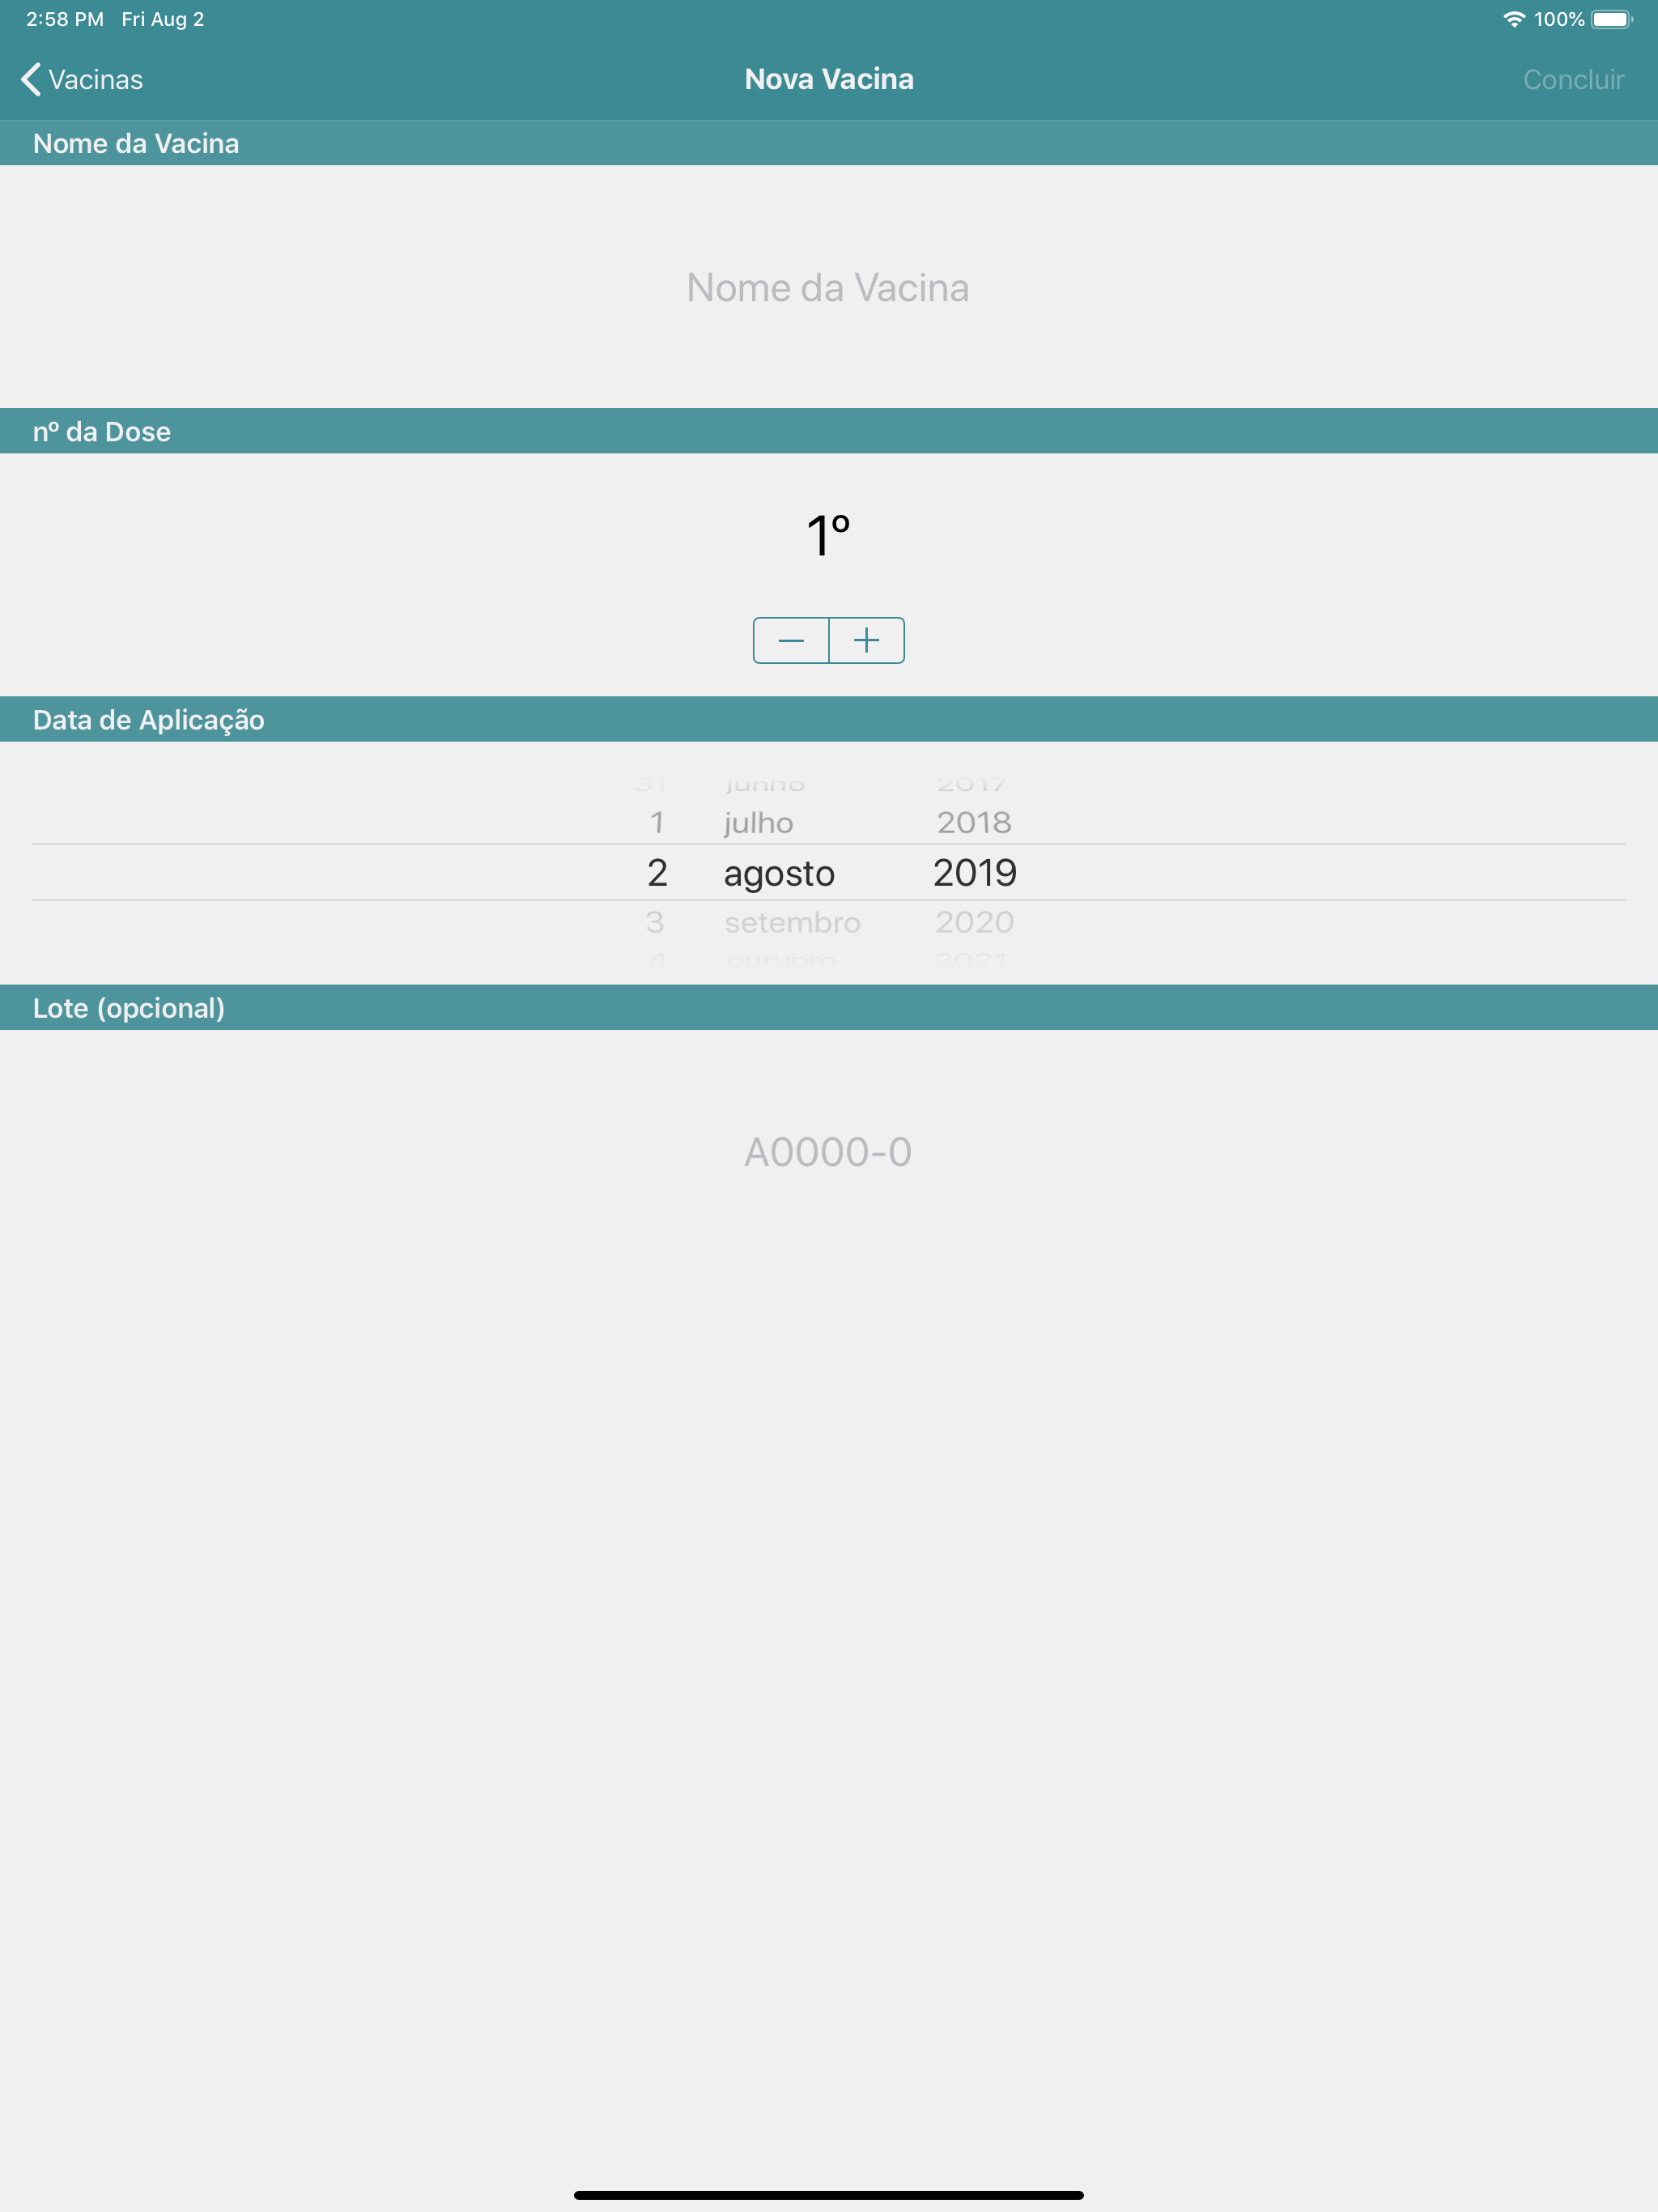 2:58 PM Fri Aug 2 100%
Vacinas Nova Vacina Concluir
Nome da Vacina
Nome da Vacina
nº da Dose
1º
Data de Aplicação
31 junho 2017
1 julho 2018
2 agosto 2019
3 setembro 2020
4 outubro 2021
Lote (opcional)
A0000-0